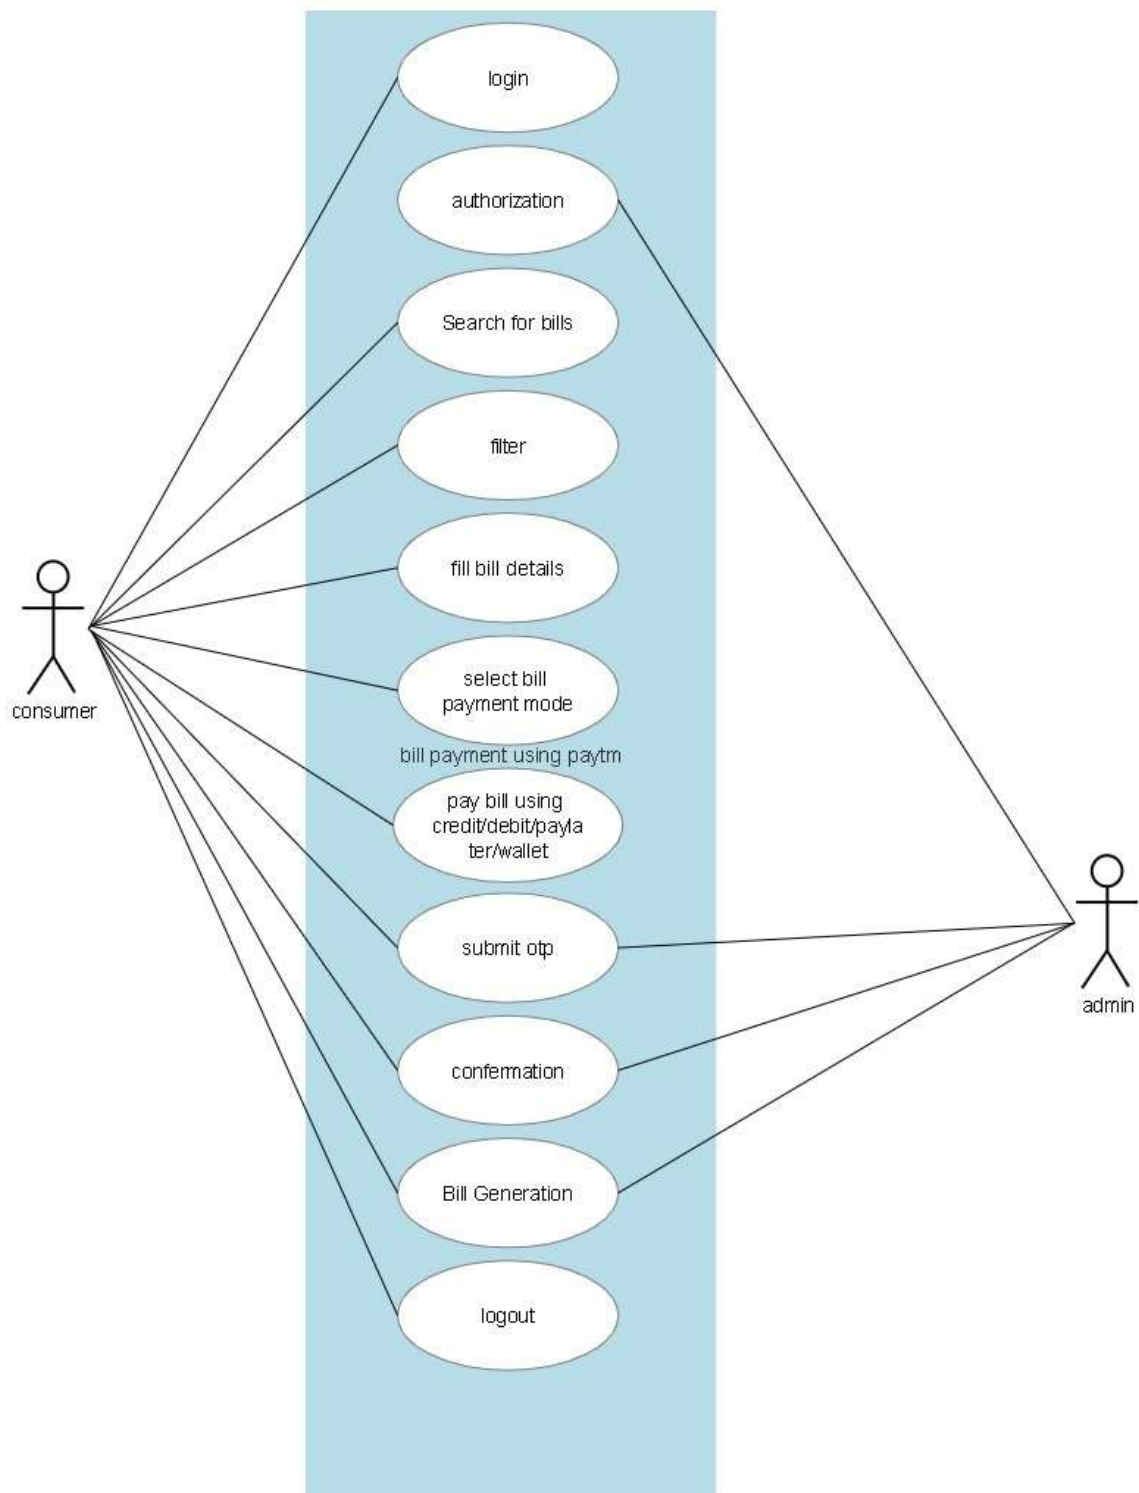 login
authorization
Search for bills
filter
fill bill details
select bill
payment mode
consumer
bill payment using paytm
pay bill using
credit/debit/payla
ter/wallet
submit otp
admin
confermation
Bill Generation
logout